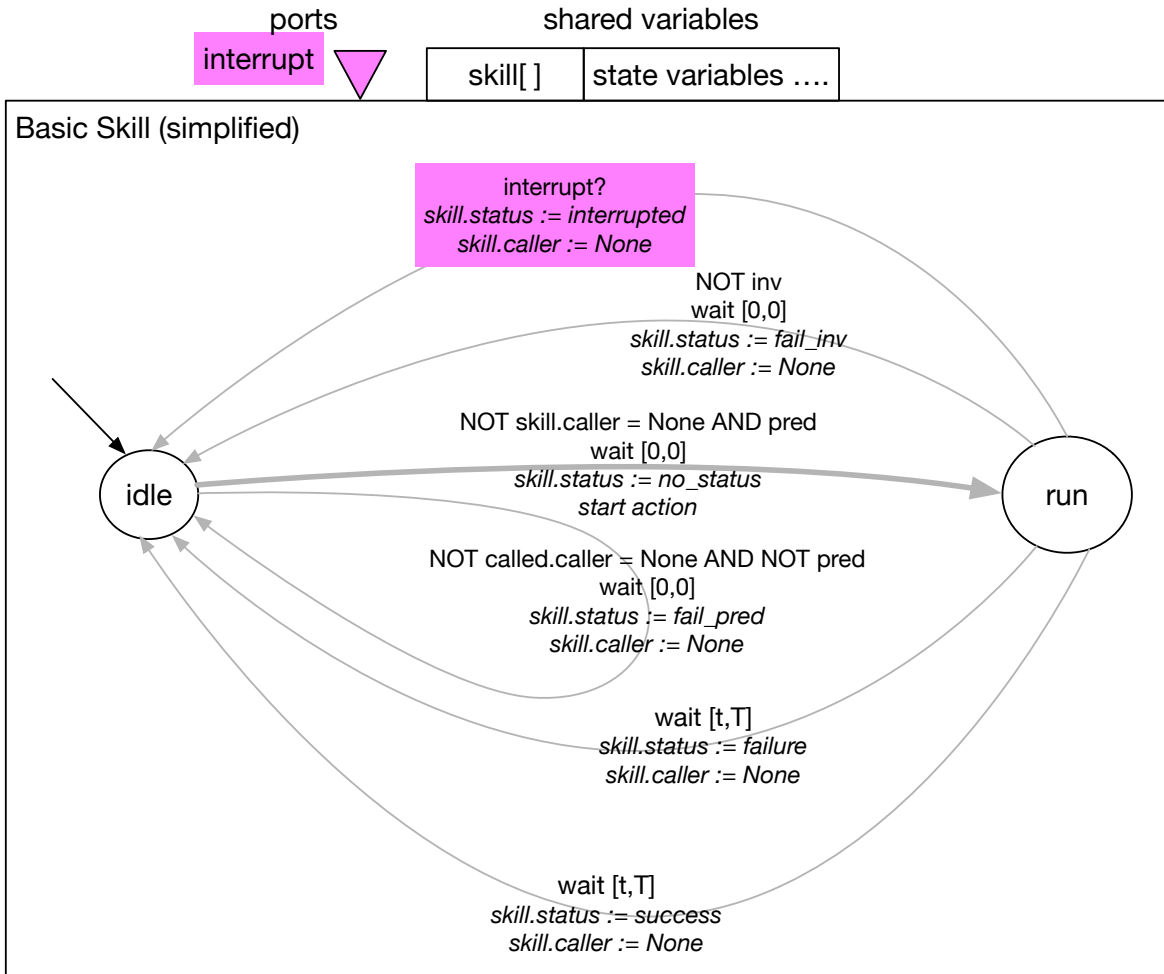 ports
shared variables
interrupt
skill[ ]
state variables ....
Basic Skill (simplified)
interrupt?
skill.status := interrupted
skill.caller := None
NOT inv
wait [0,0]
skill.status := fail_inv
skill.caller := None
NOT skill.caller = None AND pred
wait [0,0]
skill.status := no_status
start action
idle
run
NOT called.caller = None AND NOT pred
wait [0,0]
skill.status := fail_pred
skill.caller := None
wait [t,T]
skill.status := failure
skill.caller := None
wait [t,T]
skill.status := success
skill.caller := None